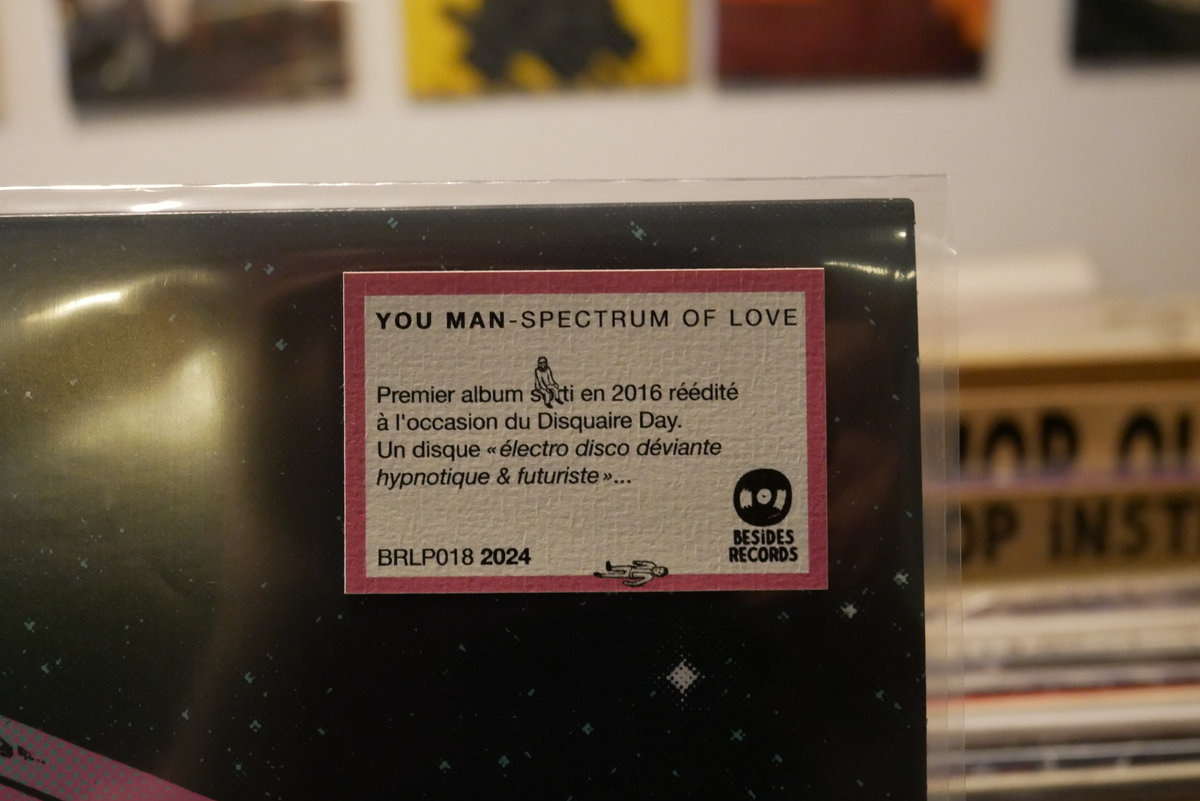 YOU MAN-SPECTRUM OF LOVE
Premier album sorti en 2016 réédité
à l'occasion du Disquaire Day.
Un disque «électro disco déviante
hypnotique & futuriste»...
BESiDES
RECORDS
BRLP018 2024